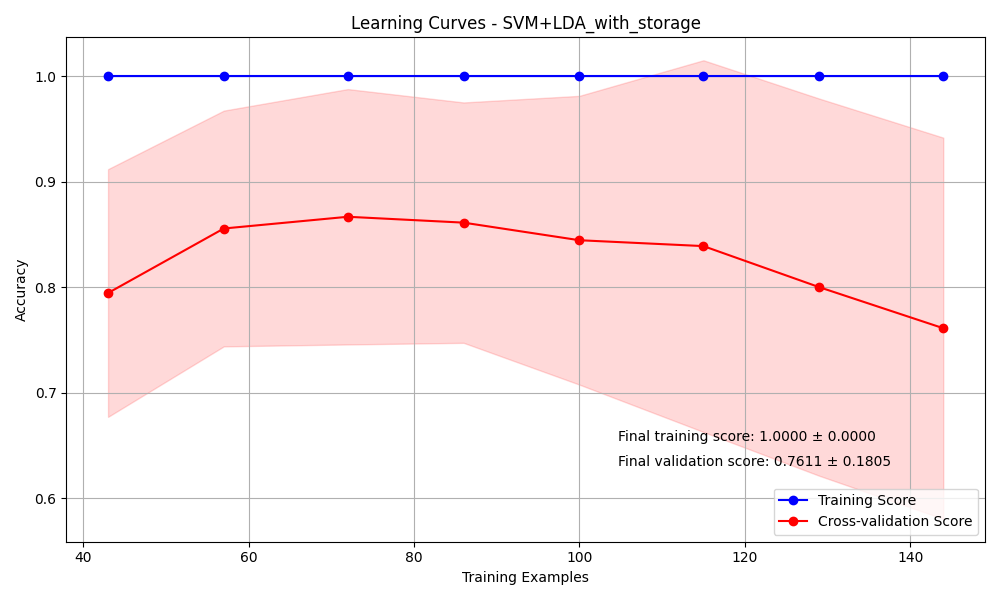 Learning Curves - SVM+LDA_with_storage
1.0
0.9
0.8
0.7
0.6
Accuracy
Final training score: 1.0000 ± 0.0000
Final validation score: 0.7611 ± 0.1805
Training Score
Cross-validation Score
40
60
80
100
120
140
Training Examples